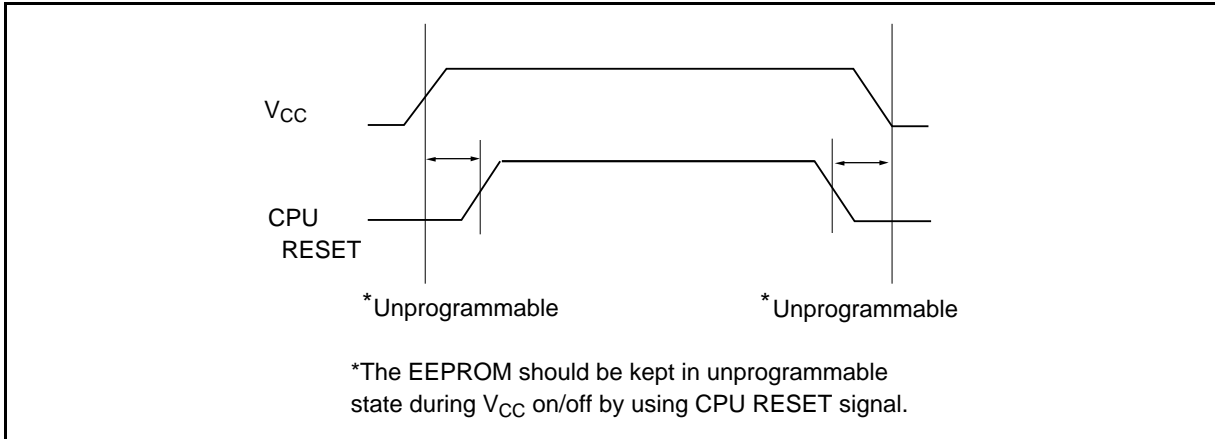 VCC
CPU
RESET
*Unprogrammable
*Unprogrammable
*The EEPROM should be kept in unprogrammable
state during VCC on/off by using CPU RESET signal.